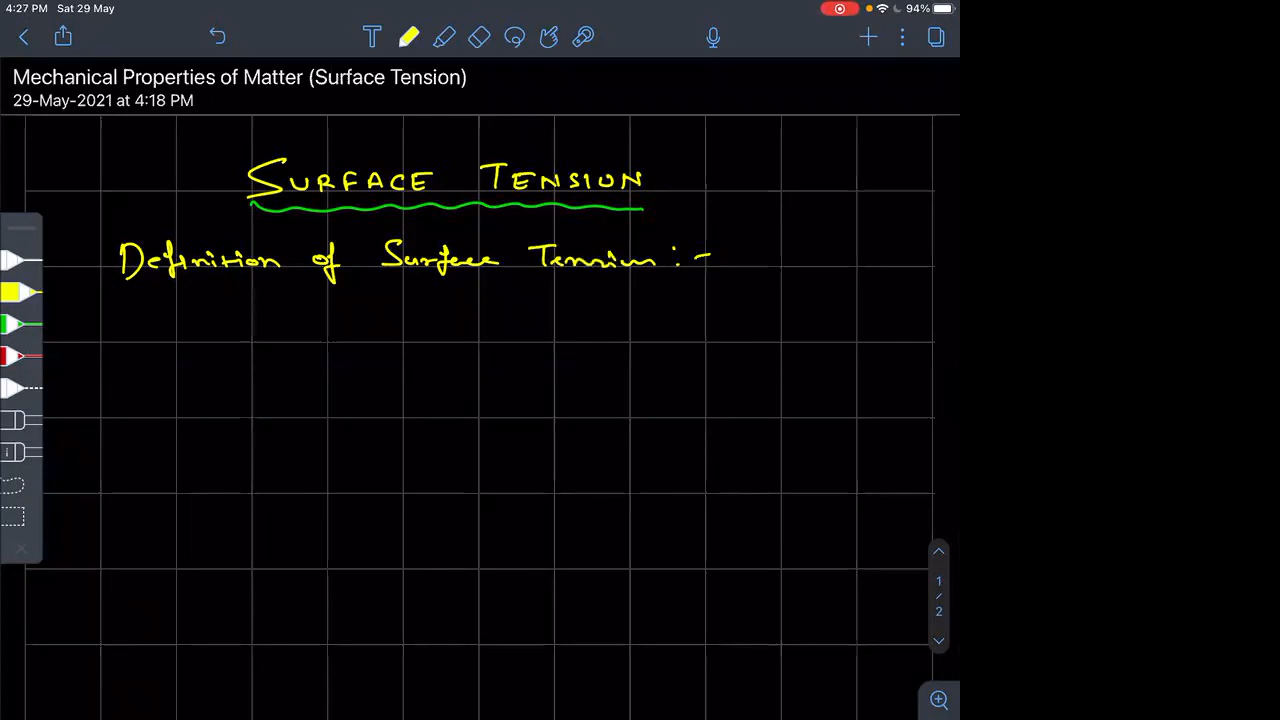 4:27 PM Sat 29 May 94%
Mechanical Properties of Matter (Surface Tension)
29-May-2021 at 4:18 PM
SURFACE TENSION
Definition of Surface Tension :-
1
/
2